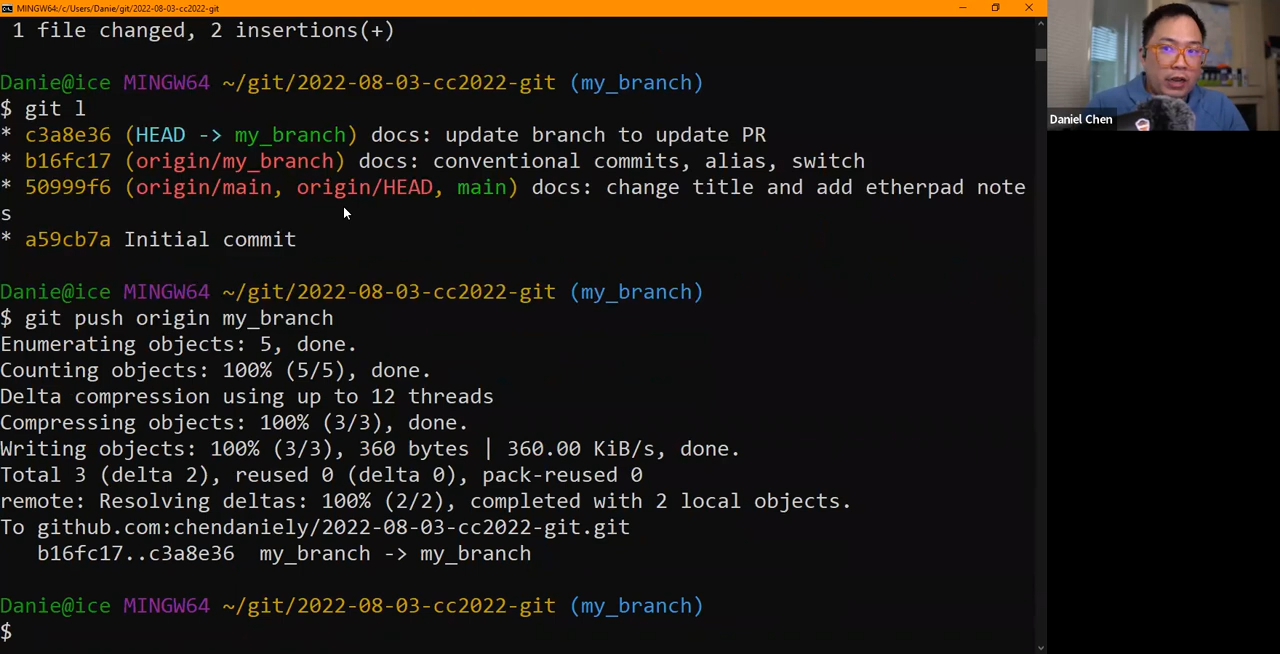 MINGW64:/c/Users/Danie/git/2022-08-03-cc2022-git
1 file changed, 2 insertions(+)
Danie@ice MINGW64 ~/git/2022-08-03-cc2022-git (my_branch)
$ git l
* c3a8e36 (HEAD -> my_branch) docs: update branch to update PR
* b16fc17 (origin/my_branch) docs: conventional commits, alias, switch
* 50999f6 (origin/main, origin/HEAD, main) docs: change title and add etherpad note
s
* a59cb7a Initial commit
Danie@ice MINGW64 ~/git/2022-08-03-cc2022-git (my_branch)
$ git push origin my_branch
Enumerating objects: 5, done.
Counting objects: 100% (5/5), done.
Delta compression using up to 12 threads
Compressing objects: 100% (3/3), done.
Writing objects: 100% (3/3), 360 bytes | 360.00 KiB/s, done.
Total 3 (delta 2), reused 0 (delta 0), pack-reused 0
remote: Resolving deltas: 100% (2/2), completed with 2 local objects.
To github.com:chendaniely/2022-08-03-cc2022-git.git
b16fc17..c3a8e36  my_branch -> my_branch
Danie@ice MINGW64 ~/git/2022-08-03-cc2022-git (my_branch)
$
Daniel Chen